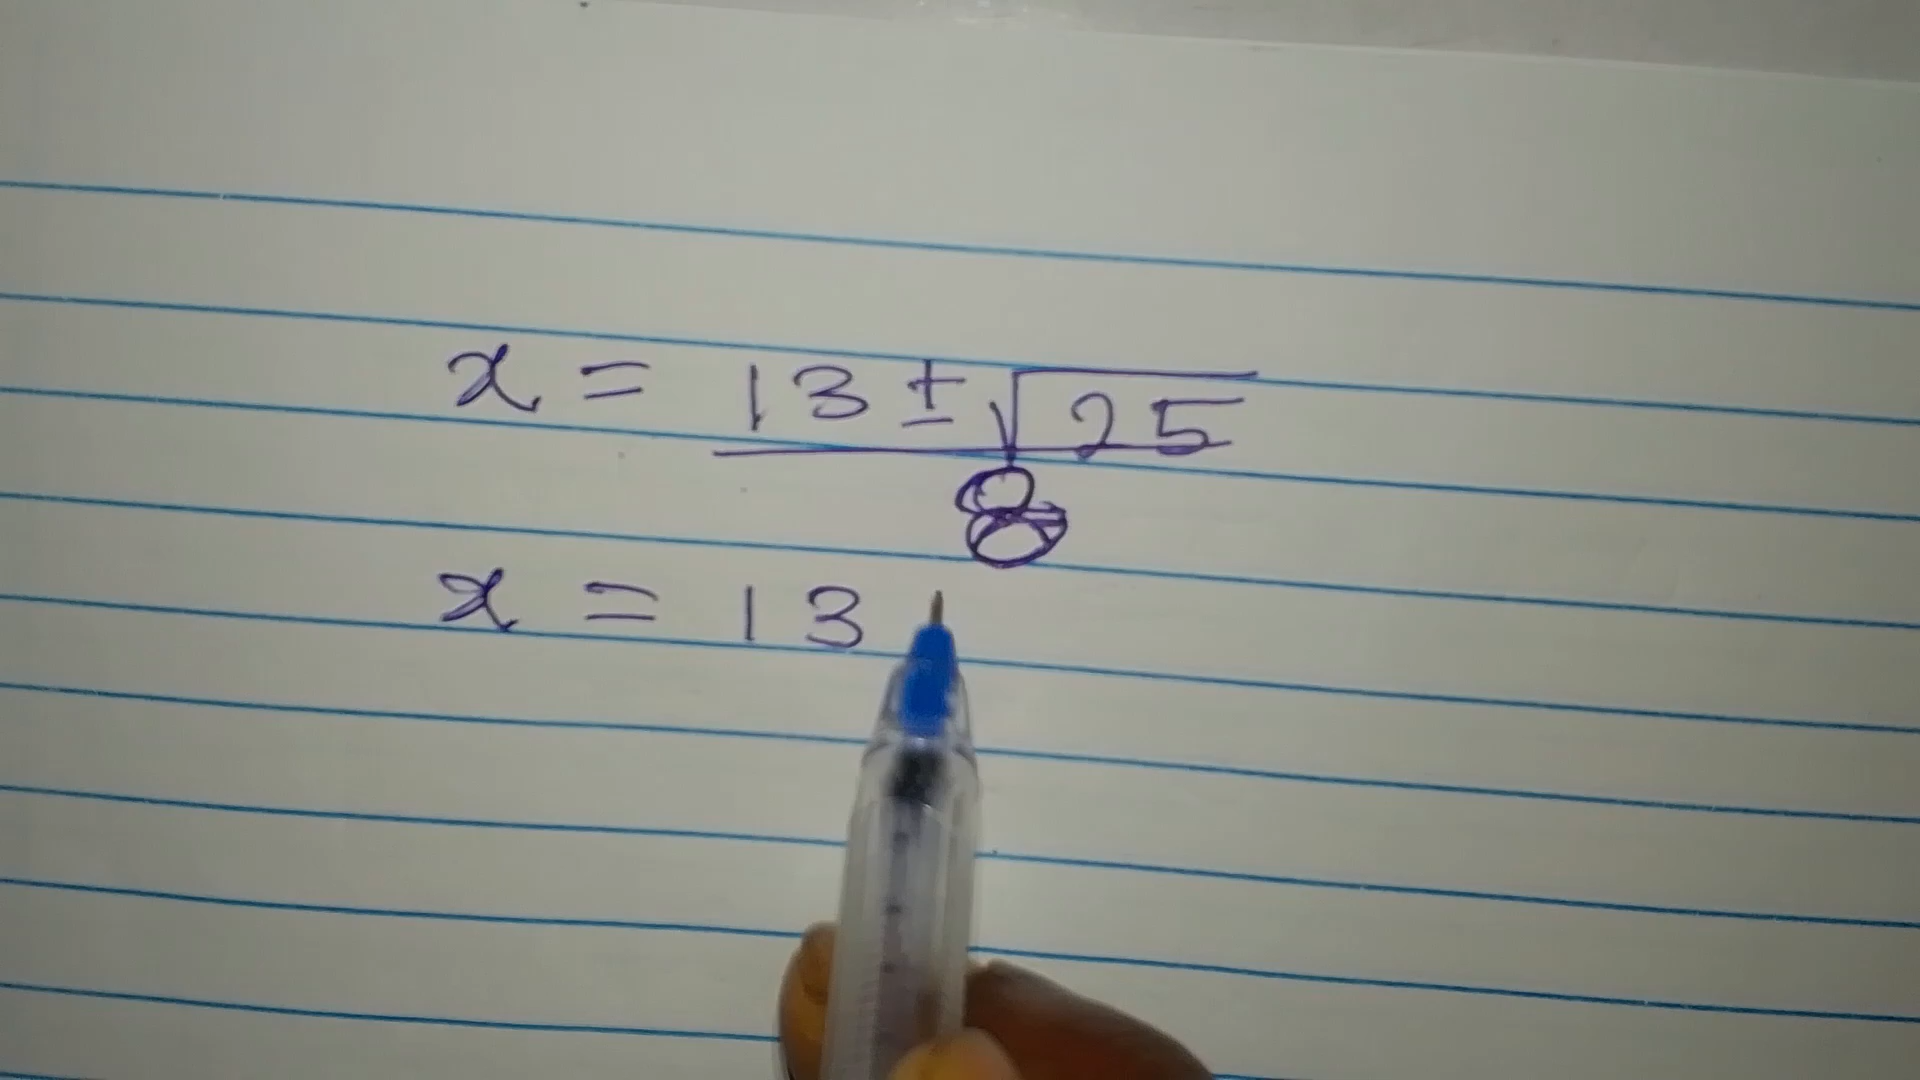 x = 13 ± √25
8
x = 13